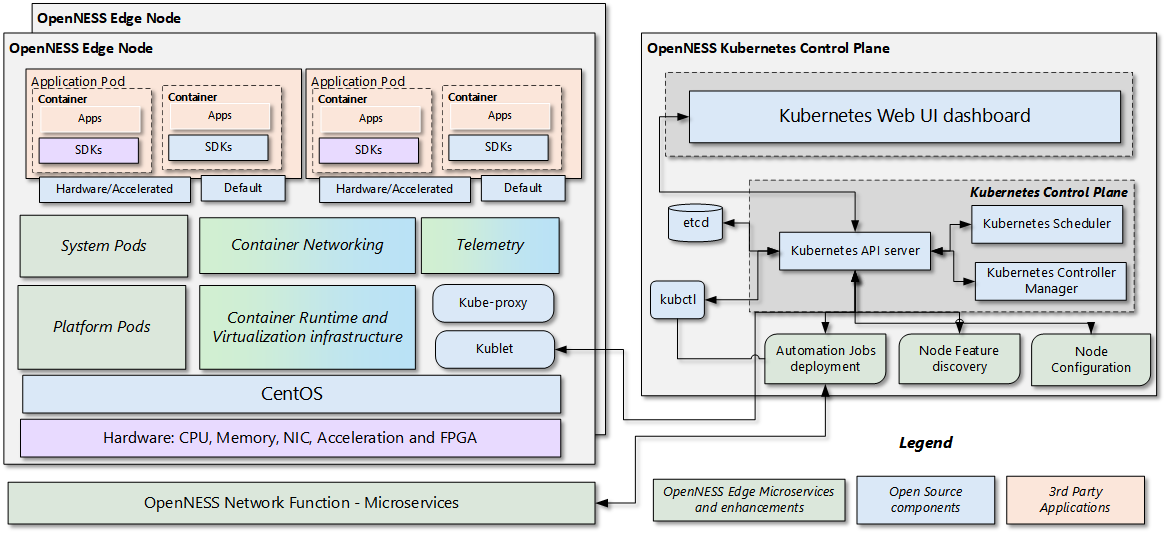 OpenNESS Edge Node
OpenNESS Edge Node
Application Pod
Container
Apps
SDKs
Container
Apps
SDKs
Hardware/Accelerated
Default
Application Pod
Container
Apps
SDKs
Container
Apps
SDKs
Hardware/Accelerated
Default
System Pods
Container Networking
Telemetry
Platform Pods
Container Runtime and
Virtualization infrastructure
Kube-proxy
Kublet
CentOS
Hardware: CPU, Memory, NIC, Acceleration and FPGA
OpenNESS Network Function - Microservices
OpenNESS Kubernetes Control Plane
Kubernetes Web UI dashboard
Kubernetes Control Plane
etcd
Kubernetes API server
Kubernetes Scheduler
Kubernetes Controller
Manager
kubctl
Automation Jobs
deployment
Node Feature
discovery
Node
Configuration
Legend
OpenNESS Edge Microservices
and enhancements
Open Source
components
3rd Party
Applications